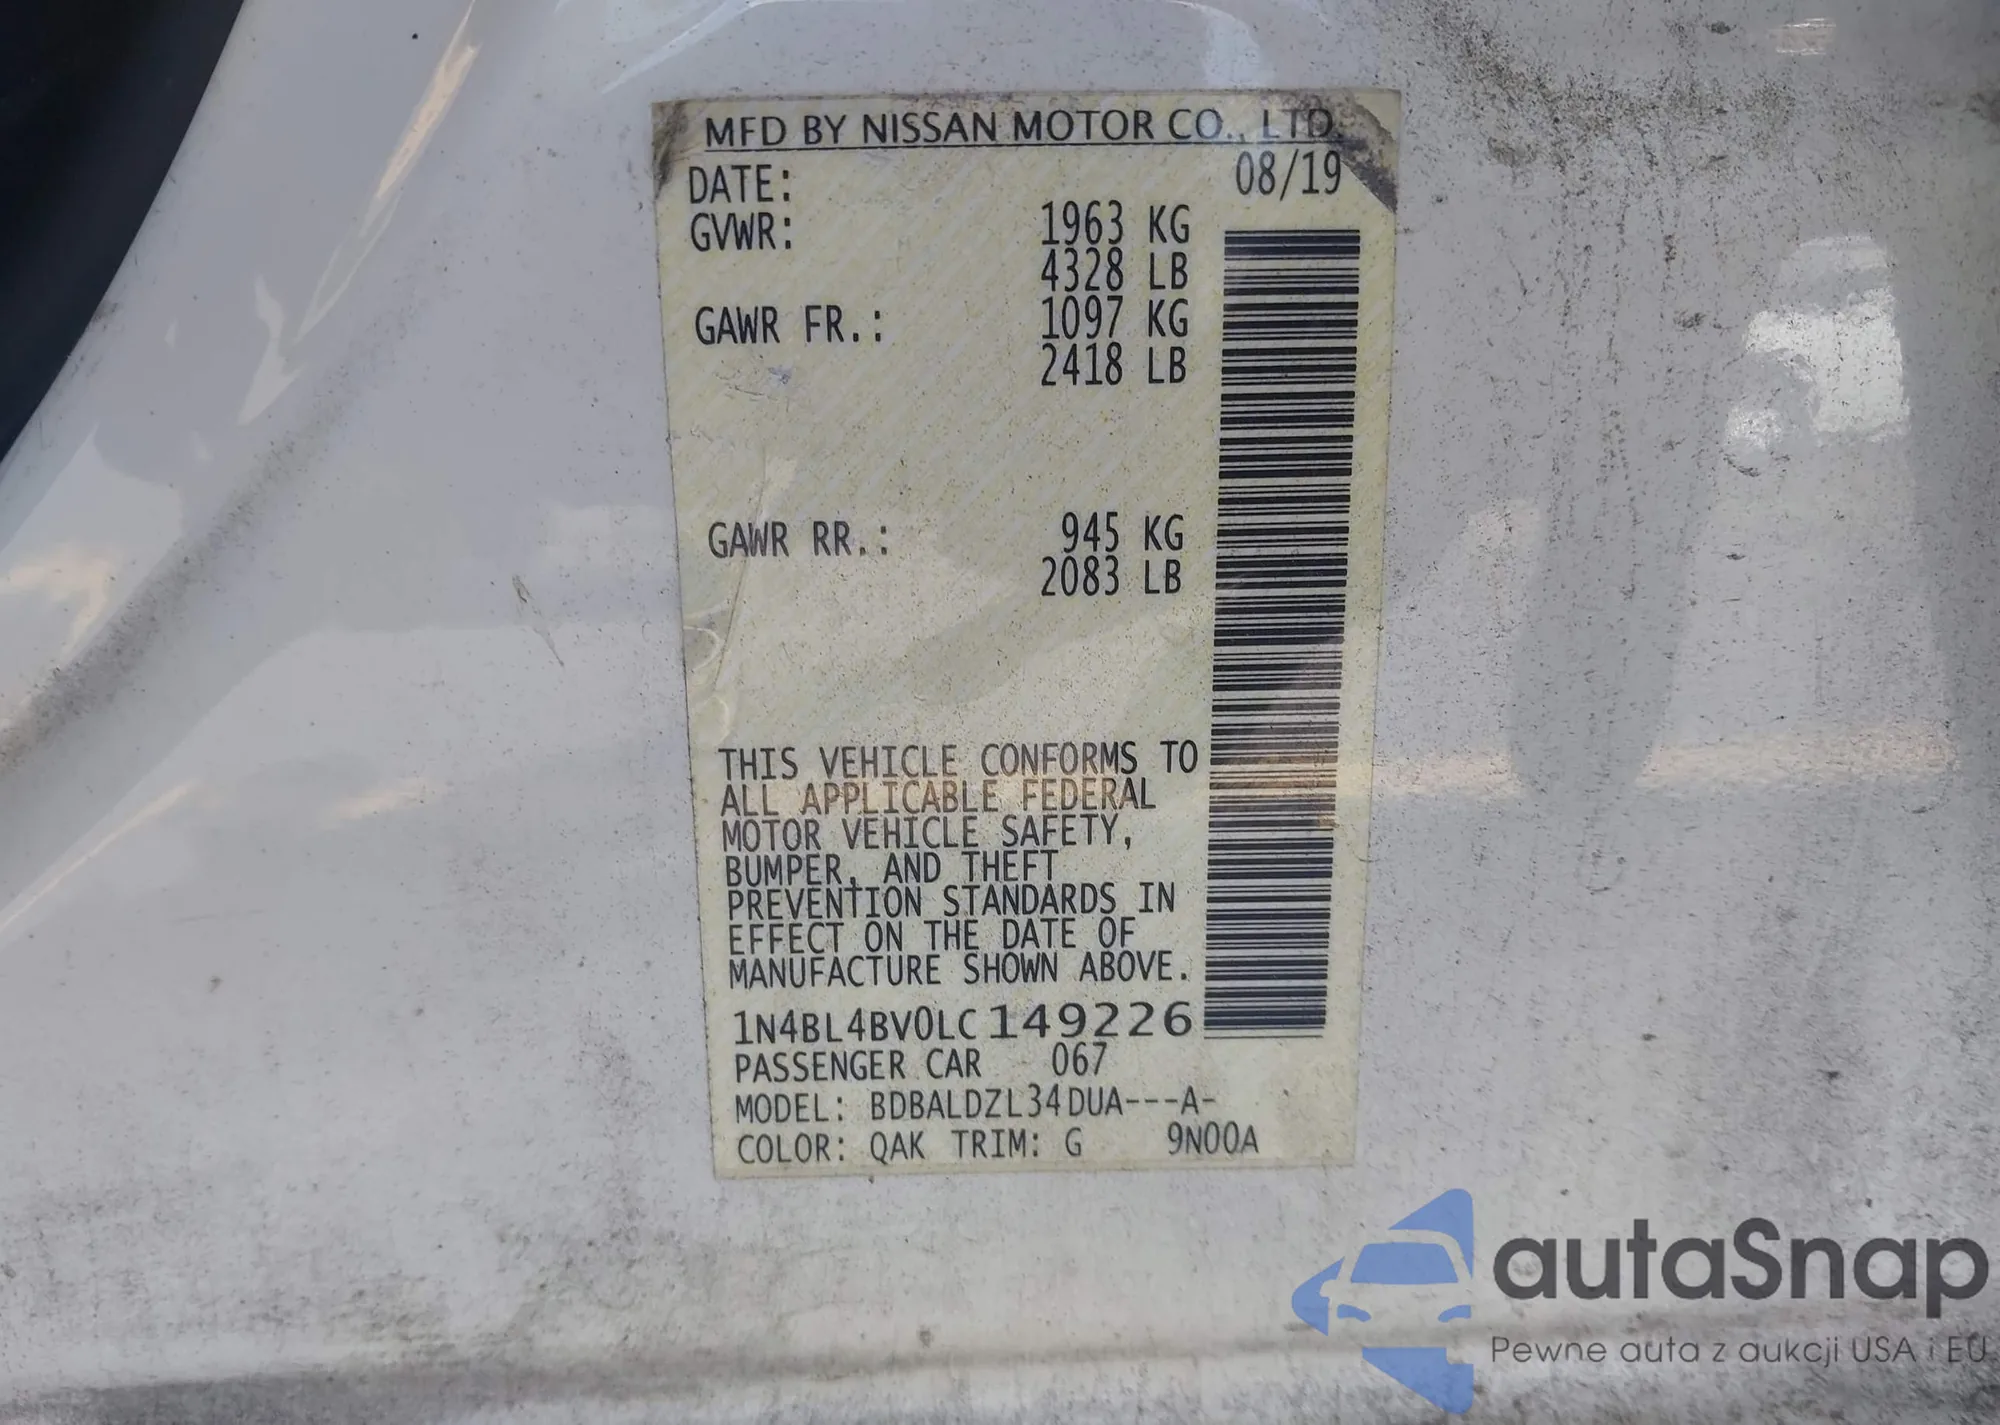 MFD BY NISSAN MOTOR CO., LTD.
DATE: 08/19
GVWR: 1963 KG
4328 LB
GAWR FR.: 1097 KG
2418 LB
GAWR RR.: 945 KG
2083 LB
THIS VEHICLE CONFORMS TO
ALL APPLICABLE FEDERAL
MOTOR VEHICLE SAFETY,
BUMPER, AND THEFT
PREVENTION STANDARDS IN
EFFECT ON THE DATE OF
MANUFACTURE SHOWN ABOVE.
1N4BL4BV0LC149226
PASSENGER CAR 067
MODEL: BDBALDZL34DUA---A-
COLOR: QAK TRIM: G 9N00A
autaSnap
Pewne auta z aukcji USA i EU